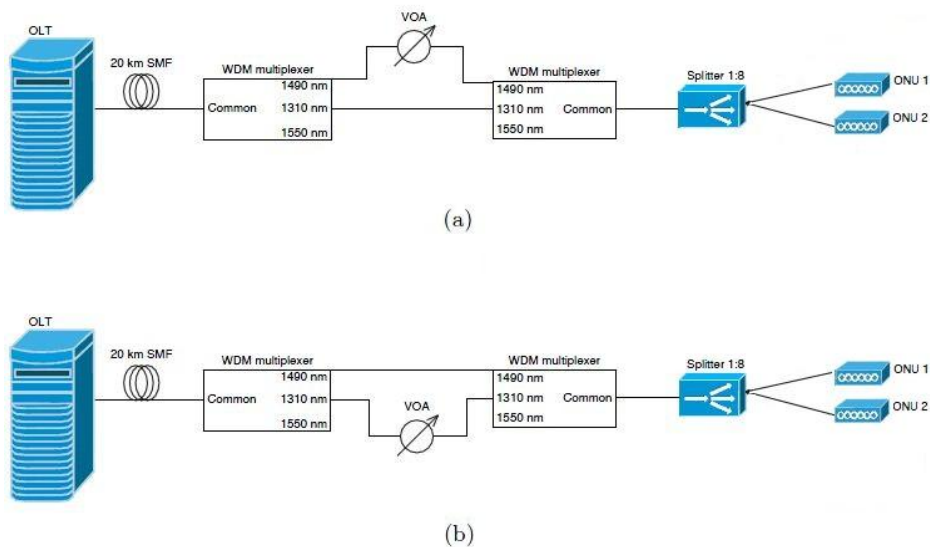 OLT
VOA
20 km SMF
WDM multiplexer
WDM multiplexer
Splitter 1:8
1490 nm
1490 nm
ONU 1
Common
1310 nm
1310 nm
Common
1550 nm
1550 nm
ONU 2
(a)
OLT
20 km SMF
WDM multiplexer
WDM multiplexer
Splitter 1:8
1490 nm
1490 nm
ONU 1
Common
1310 nm
VOA
1310 nm
Common
1550 nm
1550 nm
ONU 2
(b)